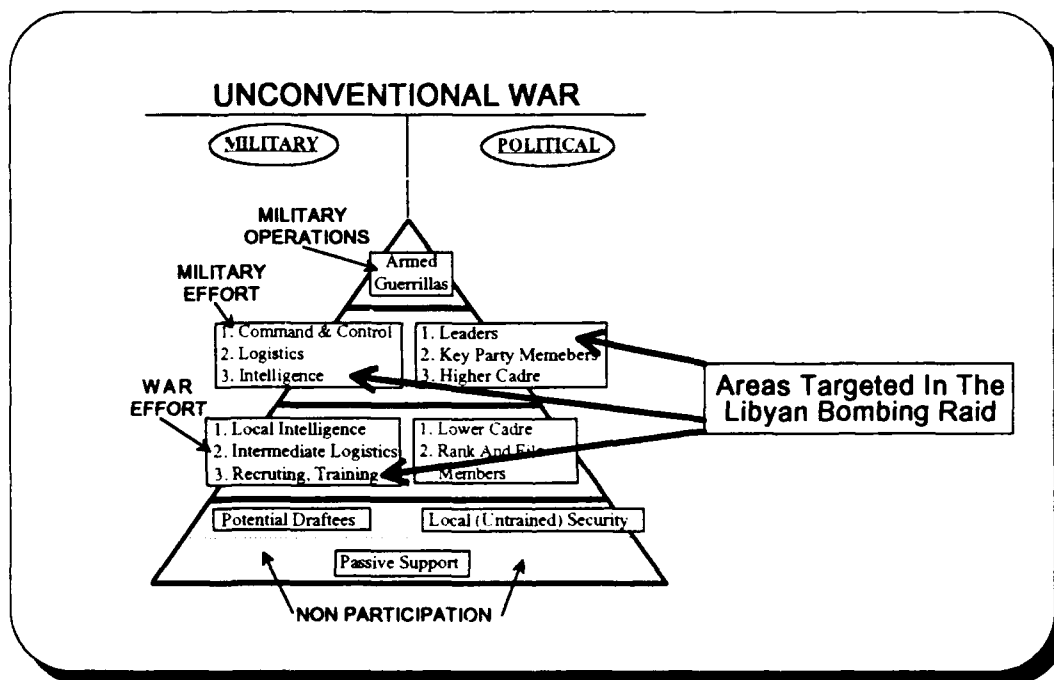 UNCONVENTIONAL WAR
MILITARY
POLITICAL
MILITARY
OPERATIONS
Armed
Guerrillas
MILITARY
EFFORT
1. Command & Control
2. Logistics
3. Intelligence
1. Leaders
2. Key Party Memebers
3. Higher Cadre
Areas Targeted In The
Libyan Bombing Raid
WAR
EFFORT
1. Local Intelligence
2. Intermediate Logistics
3. Recruting, Training
1. Lower Cadre
2. Rank And File
Members
Potential Draftees
Local (Untrained) Security
Passive Support
NON PARTICIPATION